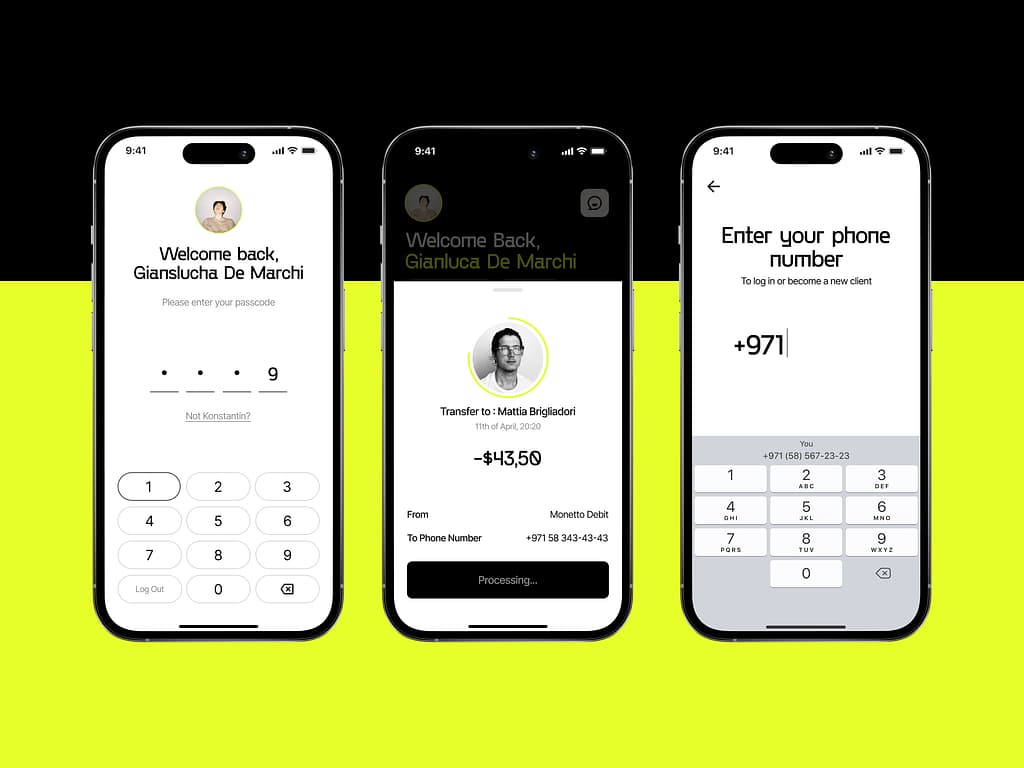 9:41
Welcome back,
Gianslucha De Marchi
Please enter your passcode
• • • 9
Not Konstantin?
1 2 3
4 5 6
7 8 9
Log Out 0
9:41
Welcome Back,
Gianluca De Marchi
Transfer to : Mattia Brigliadori
11th of April, 20:20
-$43,50
From Monetto Debit
To Phone Number +971 58 343-43-43
Processing...
9:41
Enter your phone
number
To log in or become a new client
+971
You
+971 (58) 567-23-23
1 2 3
ABC DEF
4 5 6
GHI JKL MNO
7 8 9
PQRS TUV WXYZ
0